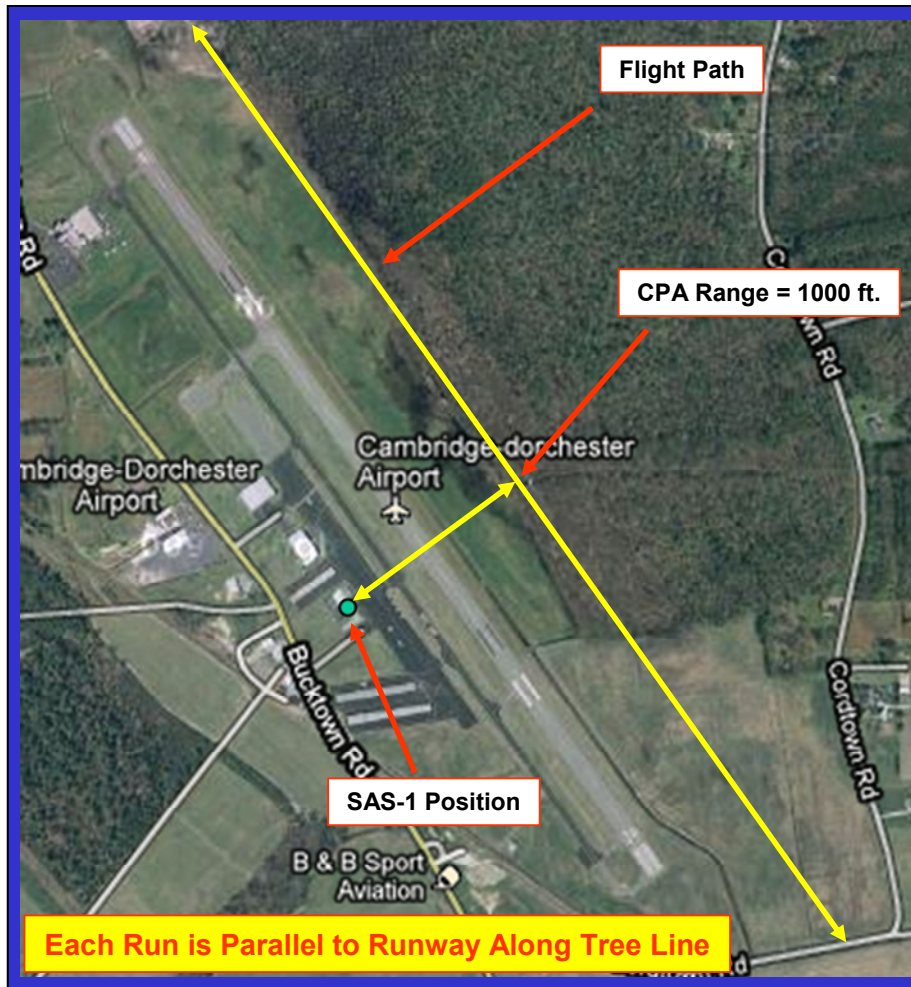 Flight Path
CPA Range = 1000 ft.
Rd
Cordtown Rd
Cambridge-dorchester
Airport
mbridge-Dorchester
Airport
Bucktown Rd
Cordtown Rd
SAS-1 Position
B & B Sport
Aviation
Each Run is Parallel to Runway Along Tree Line
Rd